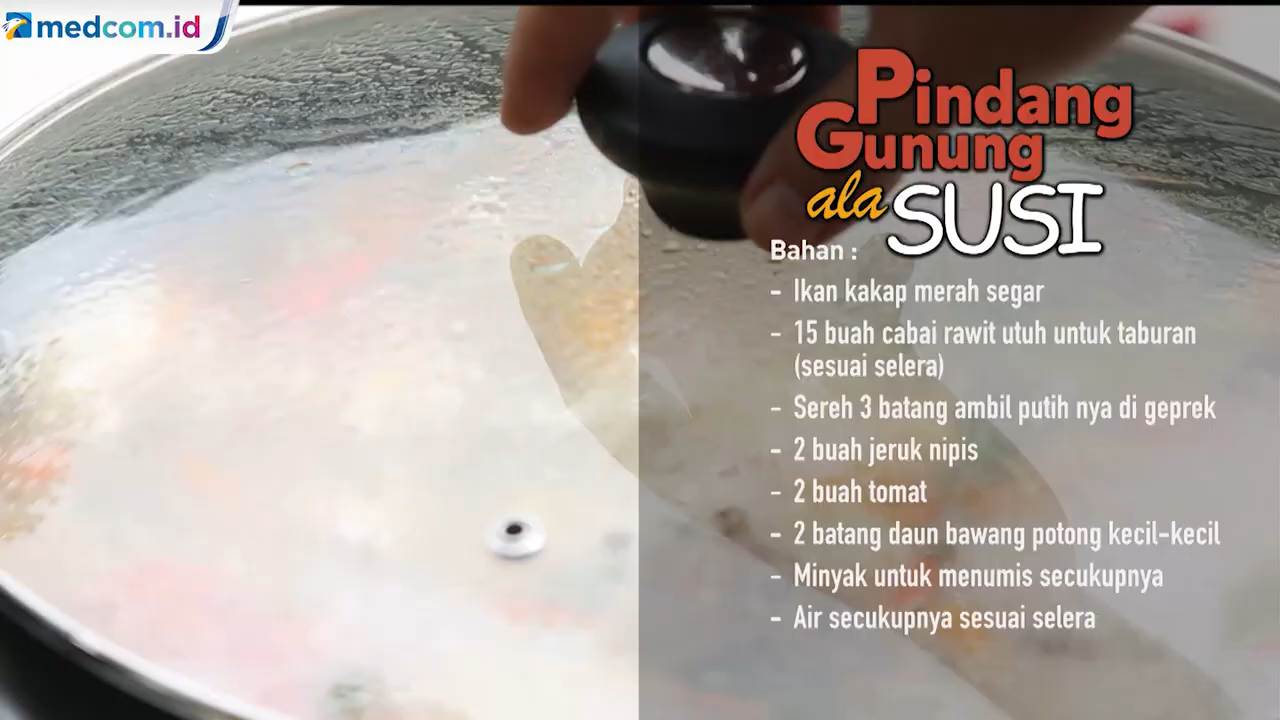 medcom.id
Pindang
Gunung
ala SUSI
Bahan :
- Ikan kakap merah segar
- 15 buah cabai rawit utuh untuk taburan
(sesuai selera)
- Sereh 3 batang ambil putih nya di geprek
- 2 buah jeruk nipis
- 2 buah tomat
- 2 batang daun bawang potong kecil-kecil
- Minyak untuk menumis secukupnya
- Air secukupnya sesuai selera